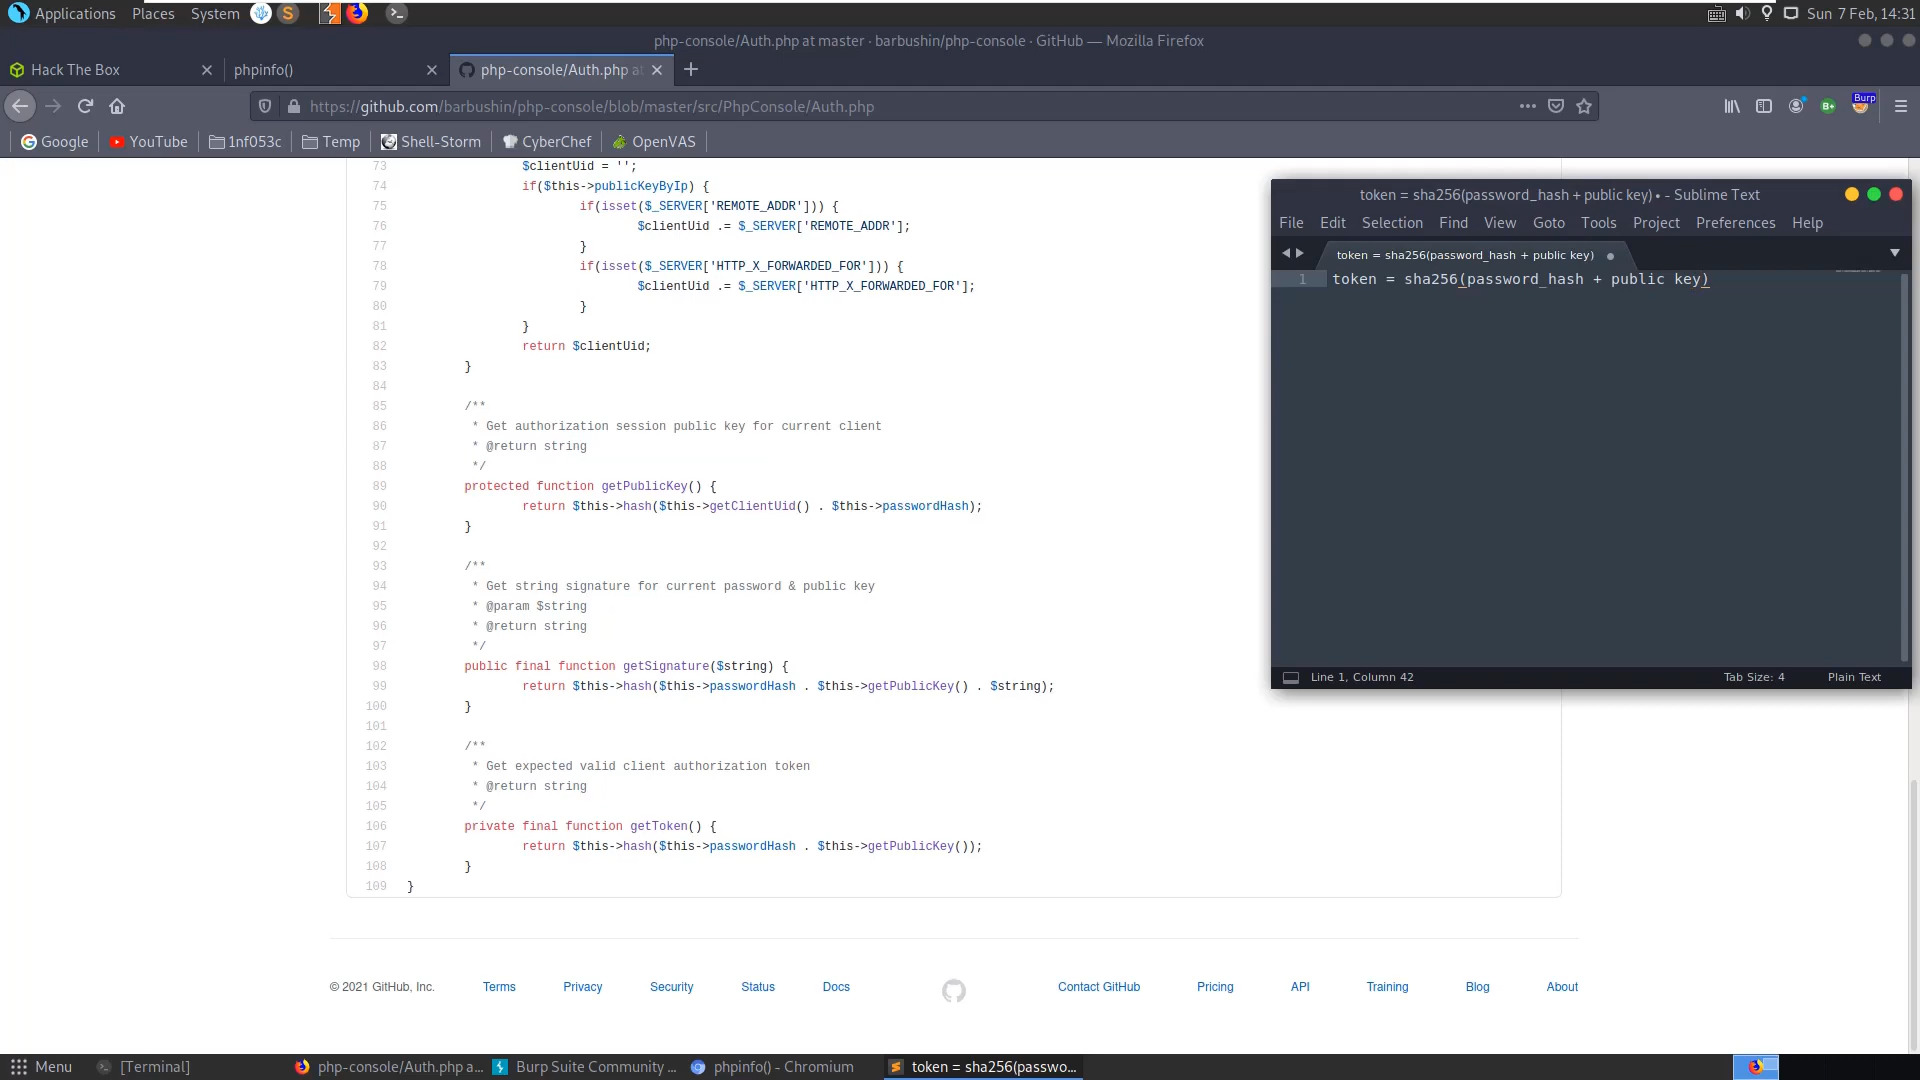 Applications Places System Sun 7 Feb, 14:31
php-console/Auth.php at master · barbushin/php-console · GitHub — Mozilla Firefox
Hack The Box phpinfo() php-console/Auth.php at
https://github.com/barbushin/php-console/blob/master/src/PhpConsole/Auth.php Burp
Google YouTube 1nf053c Temp Shell-Storm CyberChef OpenVAS
73 $clientUid = '';
74 if($this->publicKeyByIp) {
75 if(isset($_SERVER['REMOTE_ADDR'])) {
76 $clientUid .= $_SERVER['REMOTE_ADDR'];
77 }
78 if(isset($_SERVER['HTTP_X_FORWARDED_FOR'])) {
79 $clientUid .= $_SERVER['HTTP_X_FORWARDED_FOR'];
80 }
81 }
82 return $clientUid;
83 }
84
85 /**
86 * Get authorization session public key for current client
87 * @return string
88 */
89 protected function getPublicKey() {
90 return $this->hash($this->getClientUid() . $this->passwordHash);
91 }
92
93 /**
94 * Get string signature for current password & public key
95 * @param $string
96 * @return string
97 */
98 public final function getSignature($string) {
99 return $this->hash($this->passwordHash . $this->getPublicKey() . $string);
100 }
101
102 /**
103 * Get expected valid client authorization token
104 * @return string
105 */
106 private final function getToken() {
107 return $this->hash($this->passwordHash . $this->getPublicKey());
108 }
109 }
token = sha256(password_hash + public key) • - Sublime Text
File Edit Selection Find View Goto Tools Project Preferences Help
token = sha256(password_hash + public key)
1 token = sha256(password_hash + public key)
Line 1, Column 42 Tab Size: 4 Plain Text
© 2021 GitHub, Inc. Terms Privacy Security Status Docs Contact GitHub Pricing API Training Blog About
Menu [Terminal] php-console/Auth.php a... Burp Suite Community ... phpinfo() - Chromium token = sha256(passwo...